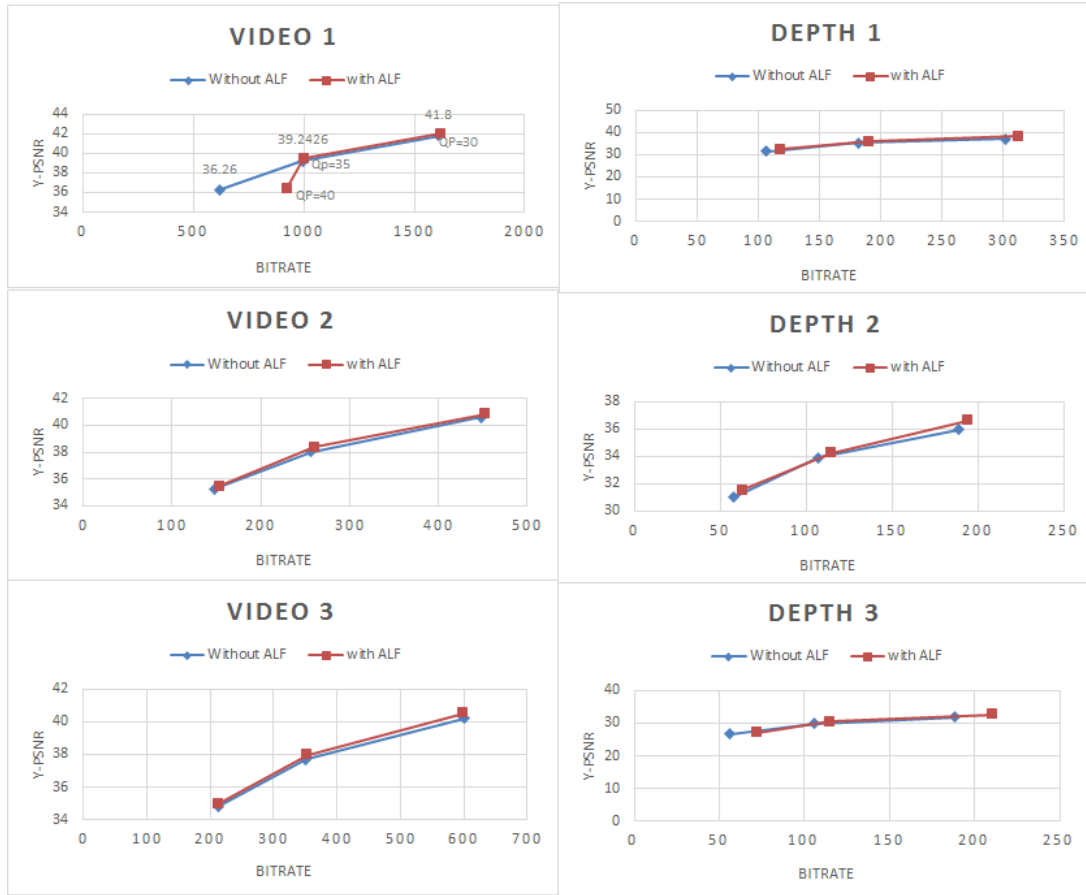 VIDEO 1
Without ALF with ALF
Y-PSNR
44
42
40
38
36
34
36.26
39.2426
41.8
QP=30
Qp=35
QP=40
0 500 1000 1500 2000
BITRATE
DEPTH 1
Without ALF with ALF
Y-PSNR
50
40
30
20
10
0
0 50 100 150 200 250 300 350
BITRATE
VIDEO 2
Without ALF with ALF
Y-PSNR
42
40
38
36
34
0 100 200 300 400 500
BITRATE
DEPTH 2
Without ALF with ALF
Y-PSNR
38
36
34
32
30
0 50 100 150 200 250
BITRATE
VIDEO 3
Without ALF with ALF
Y-PSNR
42
40
38
36
34
0 100 200 300 400 500 600 700
BITRATE
DEPTH 3
Without ALF with ALF
Y-PSNR
40
30
20
10
0
0 50 100 150 200 250
BITRATE